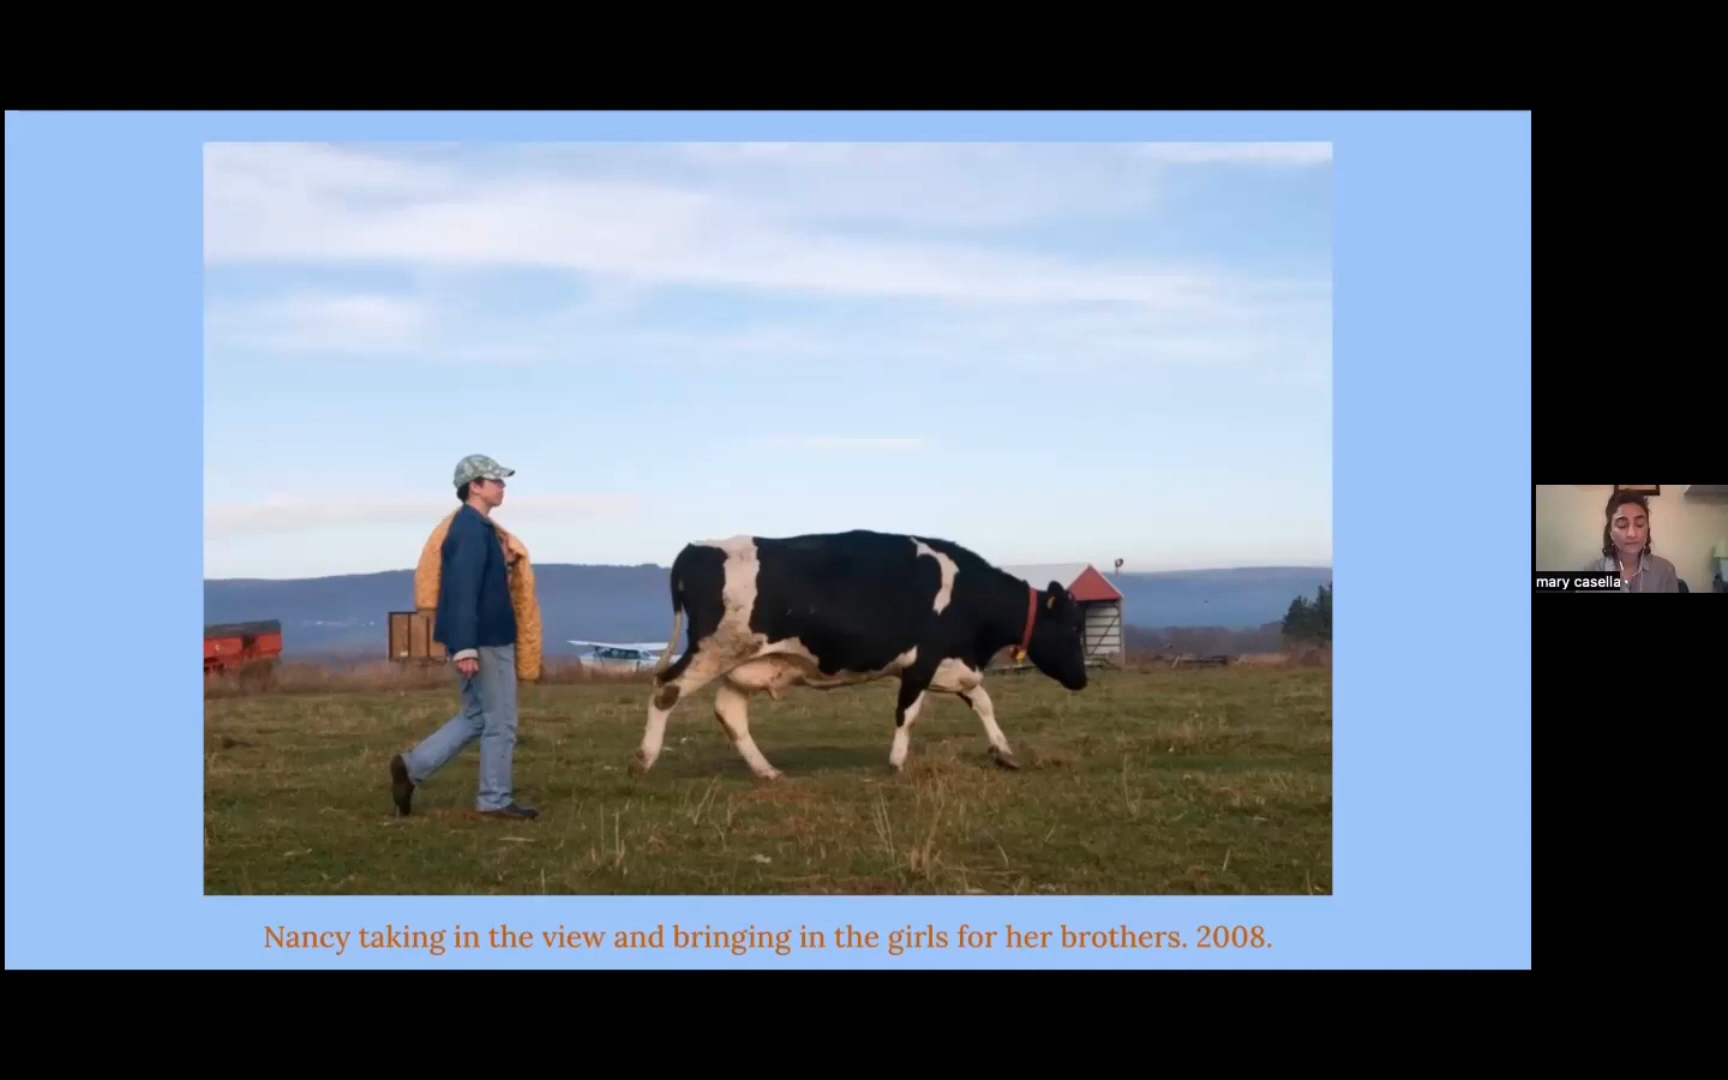 mary casella
Nancy taking in the view and bringing in the girls for her brothers. 2008.